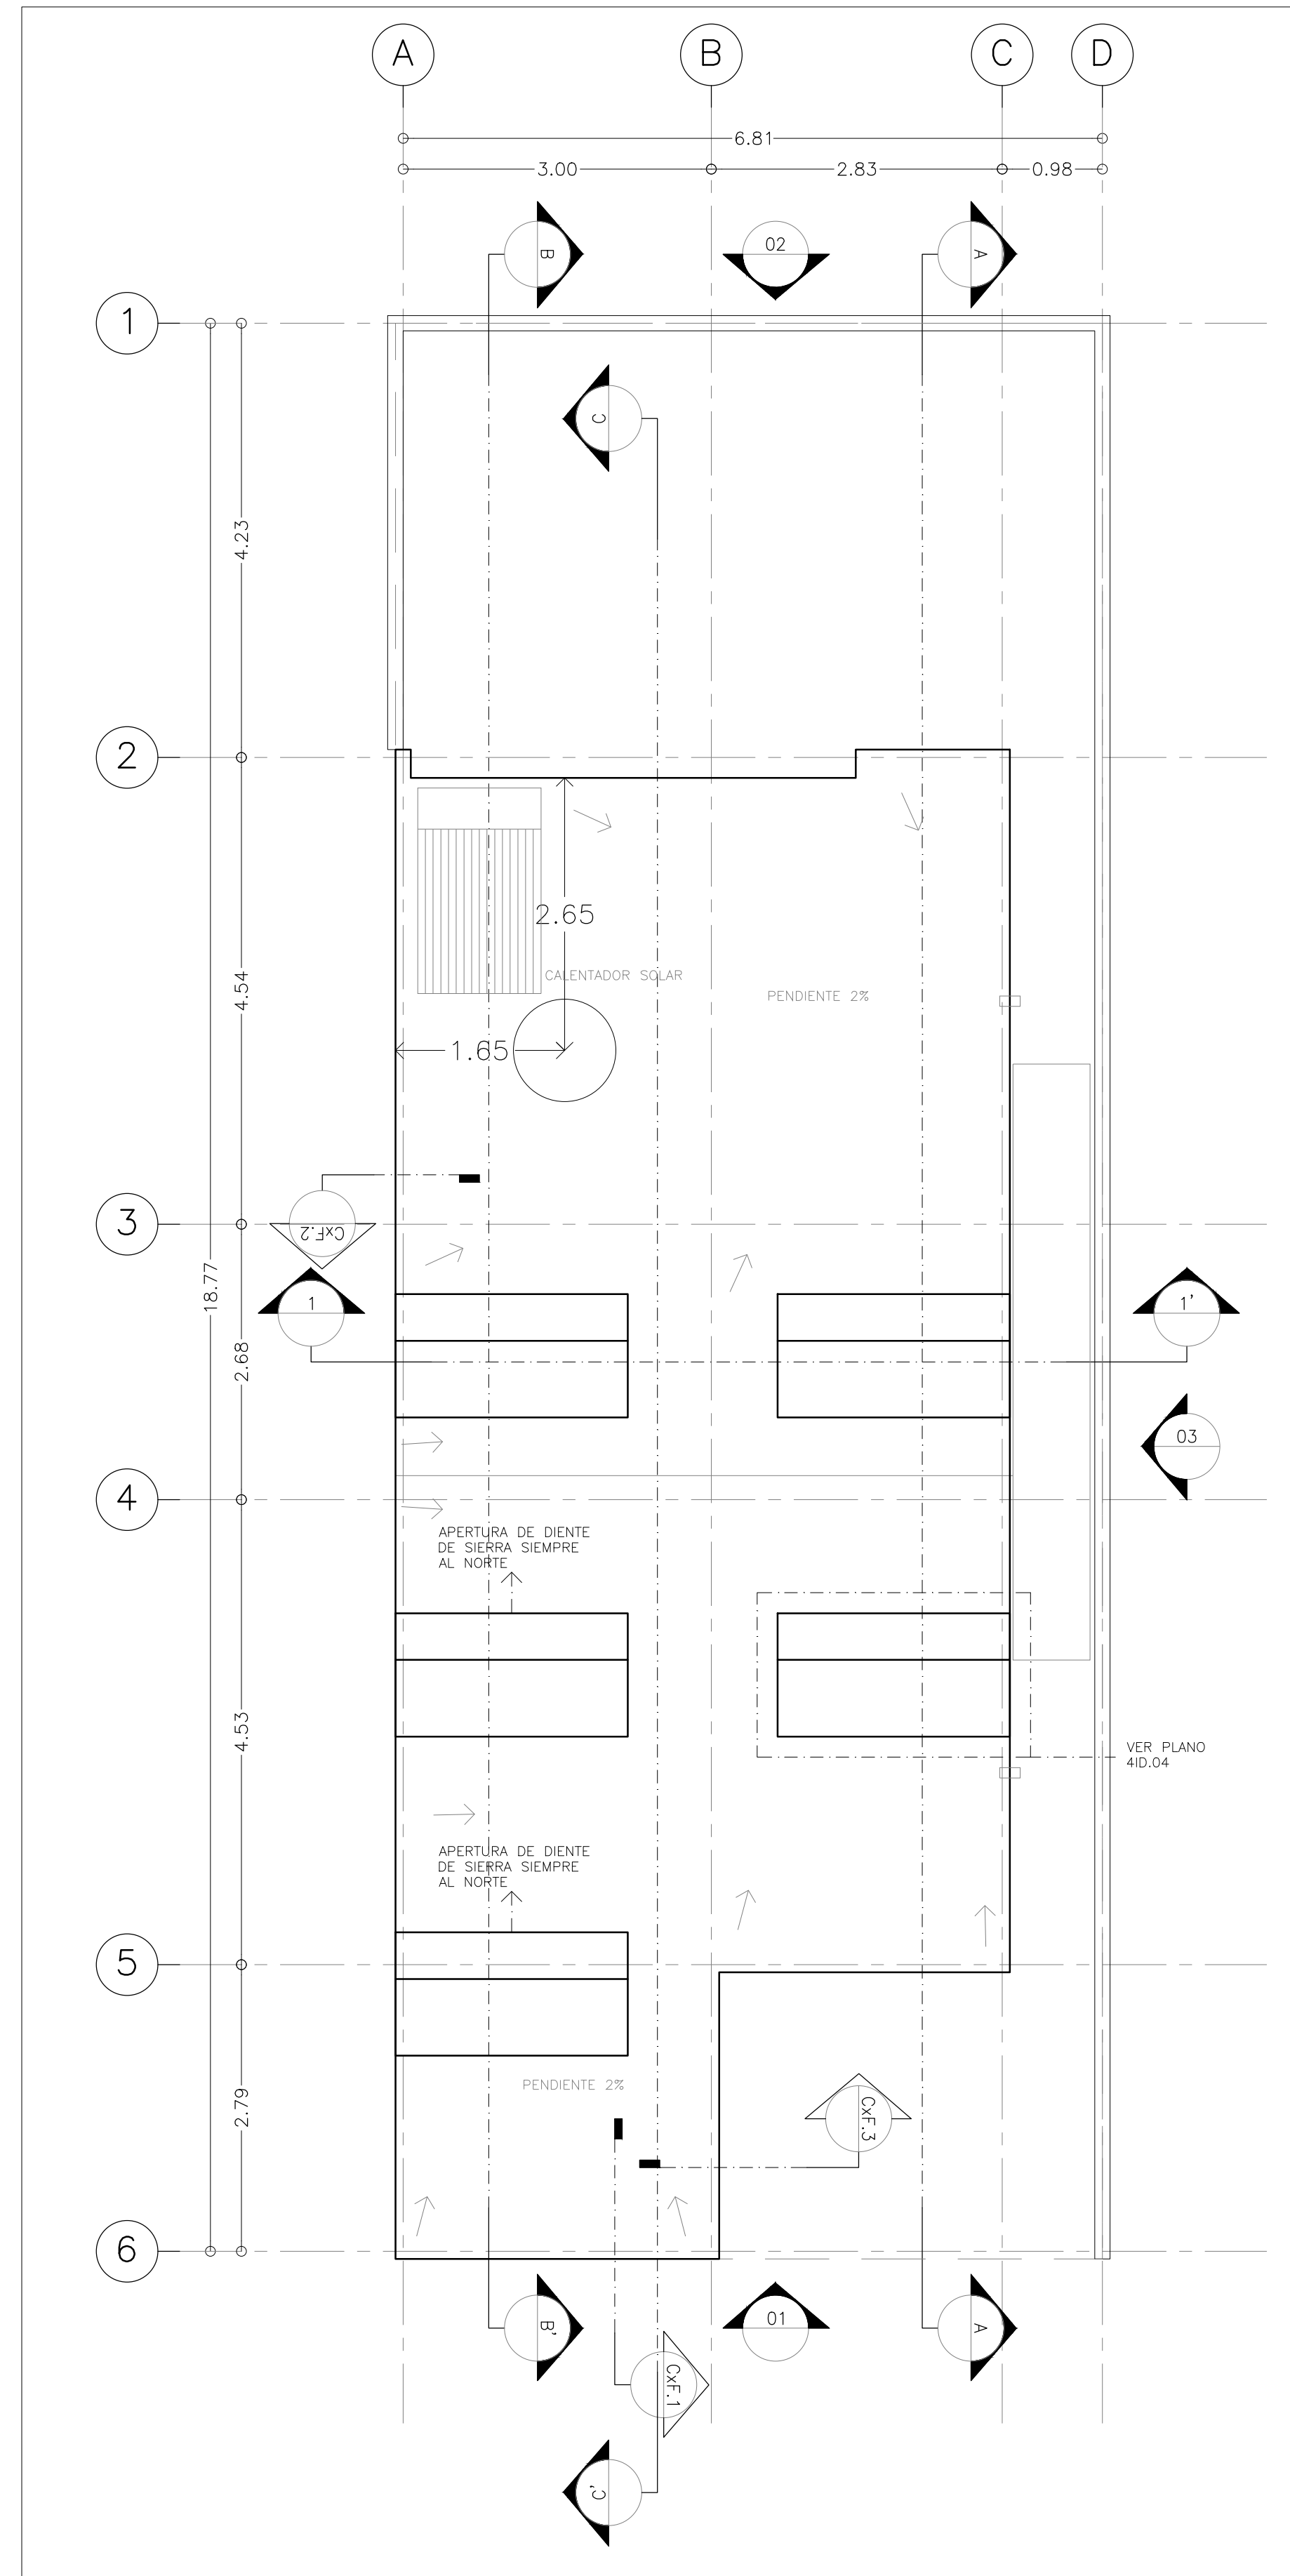 A
B
C
D
6.81
3.00
2.83
0.98
B
02
A
1
C
4.23
2
2.65
4.54
CALENTADOR SOLAR
PENDIENTE 2%
1.65
3
CxF.2
18.77
1
1'
2.68
03
4
APERTURA DE DIENTE
DE SIERRA SIEMPRE
AL NORTE
4.53
VER PLANO
4ID.04
APERTURA DE DIENTE
DE SIERRA SIEMPRE
AL NORTE
5
PENDIENTE 2%
2.79
CxF.3
6
B'
01
A
CxF.1
C'